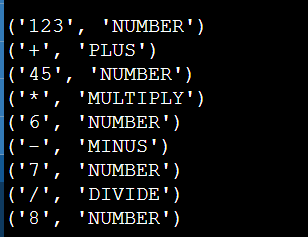 ('123', 'NUMBER')
('+', 'PLUS')
('45', 'NUMBER')
('*', 'MULTIPLY')
('6', 'NUMBER')
('-', 'MINUS')
('7', 'NUMBER')
('/', 'DIVIDE')
('8', 'NUMBER')